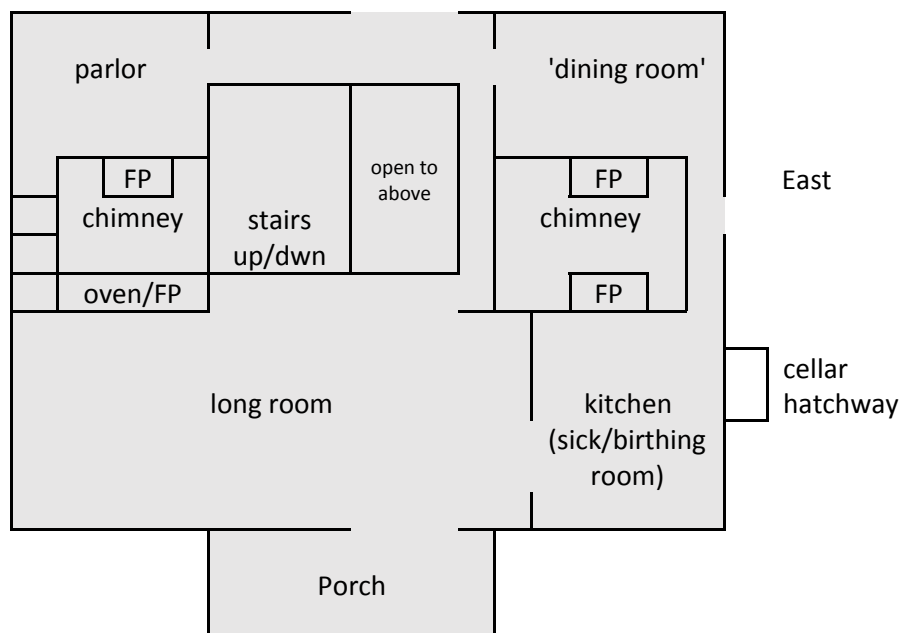 parlor
'dining room'
FP
chimney
stairs
up/dwn
open to
above
FP
chimney
East
oven/FP
FP
long room
kitchen
(sick/birthing
room)
cellar
hatchway
Porch